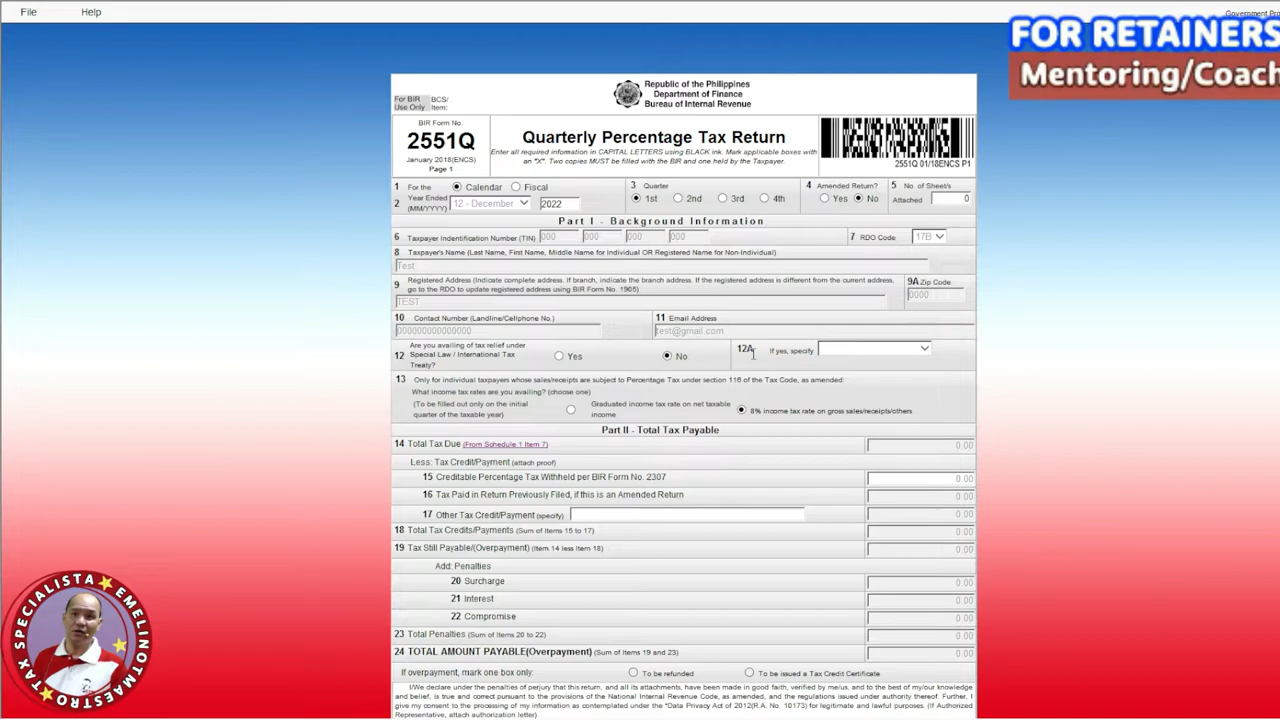 File Help
FOR RETAINERS
Mentoring/Coach
Republic of the Philippines
Department of Finance
Bureau of Internal Revenue
For BIR Use Only
BCS/ Item:
BIR Form No.
2551Q
January 2018(ENCS)
Page 1
Quarterly Percentage Tax Return
Enter all required information in CAPITAL LETTERS using BLACK ink. Mark applicable boxes with
an "X". Two copies MUST be filed with the BIR and one held by the Taxpayer.
2551Q 01/18ENCS P1
1 For the Calendar Fiscal
2 Year Ended (MM/YYYY) 12 - December 2022
3 Quarter
1st 2nd 3rd 4th
4 Amended Return?
Yes No
5 No. of Sheet/s Attached 0
Part I - Background Information
6 Taxpayer Indentification Number (TIN) 000 000 000 000
7 RDO Code 17B
8 Taxpayer's Name (Last Name, First Name, Middle Name for Individual OR Registered Name for Non-Individual)
Test
9 Registered Address (Indicate complete address. If branch, indicate the branch address. If the registered address is different from the current address,
go to the RDO to update registered address using BIR Form No. 1905)
TEST
9A Zip Code
0000
10 Contact Number (Landline/Cellphone No.)
000000000000000
11 Email Address
test@gmail.com
12 Are you availing of tax relief under
Special Law / International Tax
Treaty?
Yes No
12A If yes, specify
13 Only for individual taxpayers whose sales/receipts are subject to Percentage Tax under section 116 of the Tax Code, as amended:
What income tax rates are you availing? (choose one)
(To be filled out only on the initial
quarter of the taxable year)
Graduated income tax rate on net taxable
income
8% income tax rate on gross sales/receipts/others
Part II - Total Tax Payable
14 Total Tax Due (From Schedule 1 Item 7) 0.00
Less: Tax Credit/Payment (attach proof)
15 Creditable Percentage Tax Withheld per BIR Form No. 2307 0.00
16 Tax Paid in Return Previously Filed, if this is an Amended Return 0.00
17 Other Tax Credit/Payment (specify) 0.00
18 Total Tax Credits/Payments (Sum of Items 15 to 17) 0.00
19 Tax Still Payable/(Overpayment) (Item 14 less Item 18) 0.00
Add: Penalties
20 Surcharge 0.00
21 Interest 0.00
22 Compromise 0.00
23 Total Penalties (Sum of Items 20 to 22) 0.00
24 TOTAL AMOUNT PAYABLE(Overpayment) (Sum of Items 19 and 23) 0.00
If overpayment, mark one box only: To be refunded To be issued a Tax Credit Certificate
I/We declare under the penalties of perjury that this return, and all its attachments, have been made in good faith, verified by me/us, and to the best of my/our knowledge
and belief, is true and correct pursuant to the provisions of the National Internal Revenue Code, as amended, and the regulations issued under authority thereof. Further, I
give my consent to the processing of my information as contemplated under the *Data Privacy Act of 2012(R.A. No. 10173) for legitimate and lawful purposes. (If Authorized
Representative, attach authorization letter)
TAX SPECIALISTA EMELINOTMAESTRO